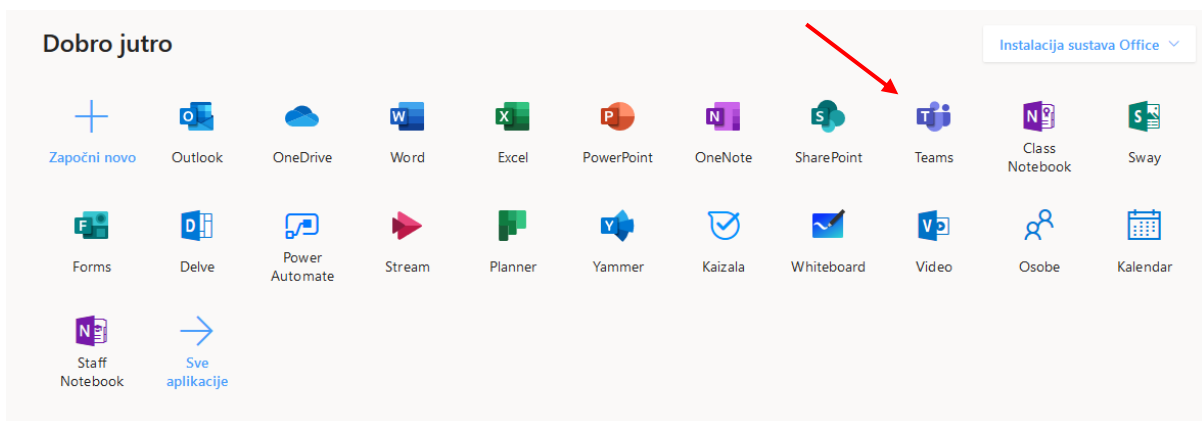 Dobro jutro
Instalacija sustava Office
Započni novo
Outlook
OneDrive
Word
Excel
PowerPoint
OneNote
SharePoint
Teams
Class
Notebook
Sway
Forms
Delve
Power
Automate
Stream
Planner
Yammer
Kaizala
Whiteboard
Video
Osobe
Kalendar
Staff
Notebook
Sve
aplikacije